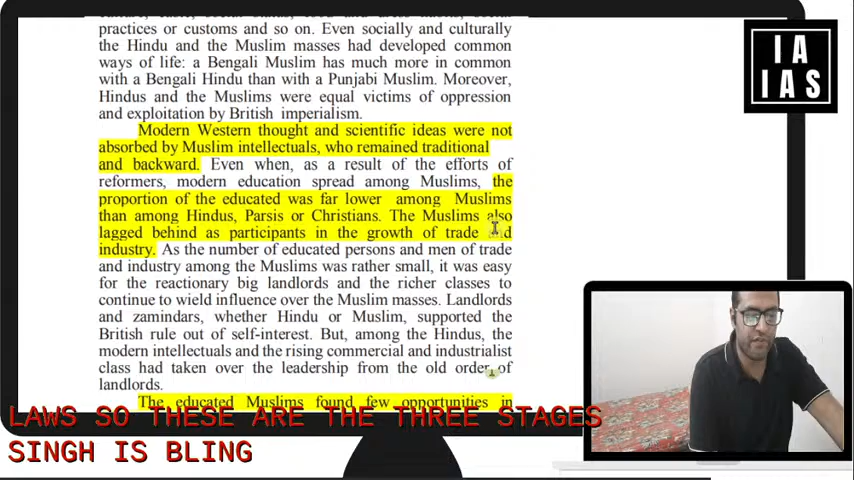 practices or customs and so on. Even socially and culturally
the Hindu and the Muslim masses had developed common
ways of life: a Bengali Muslim has much more in common
with a Bengali Hindu than with a Punjabi Muslim. Moreover,
Hindus and the Muslims were equal victims of oppression
and exploitation by British imperialism.
Modern Western thought and scientific ideas were not
absorbed by Muslim intellectuals, who remained traditional
and backward. Even when, as a result of the efforts of
reformers, modern education spread among Muslims, the
proportion of the educated was far lower among Muslims
than among Hindus, Parsis or Christians. The Muslims also
lagged behind as participants in the growth of trade and
industry. As the number of educated persons and men of trade
and industry among the Muslims was rather small, it was easy
for the reactionary big landlords and the richer classes to
continue to wield influence over the Muslim masses. Landlords
and zamindars, whether Hindu or Muslim, supported the
British rule out of self-interest. But, among the Hindus, the
modern intellectuals and the rising commercial and industrialist
class had taken over the leadership from the old order of
landlords.
The educated Muslims found few opportunities in
IA
IAS
LAWS SO THESE ARE THE THREE STAGES
SINGH IS BLING